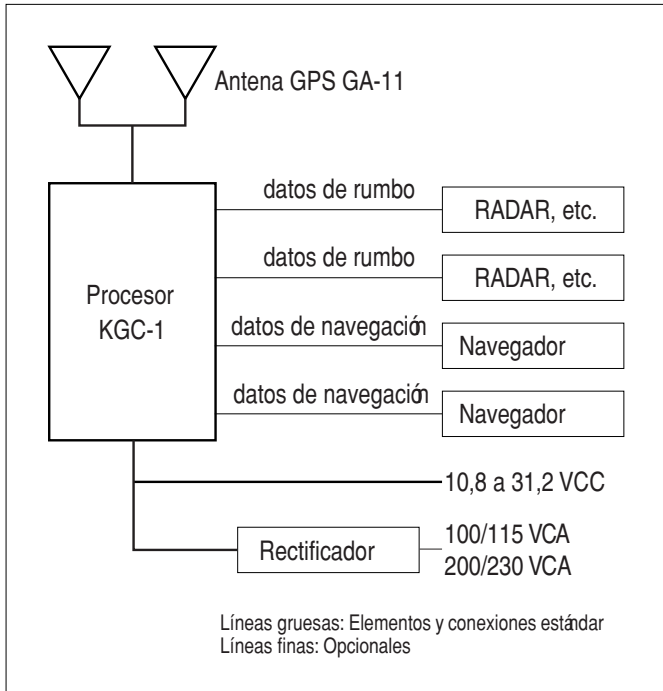 Antena GPS GA-11
datos de rumbo
RADAR, etc.
datos de rumbo
RADAR, etc.
Procesor
KGC-1
datos de navegación
Navegador
datos de navegación
Navegador
10,8 a 31,2 VCC
Rectificador
100/115 VCA
200/230 VCA
Líneas gruesas: Elementos y conexiones estándar
Líneas finas: Opcionales